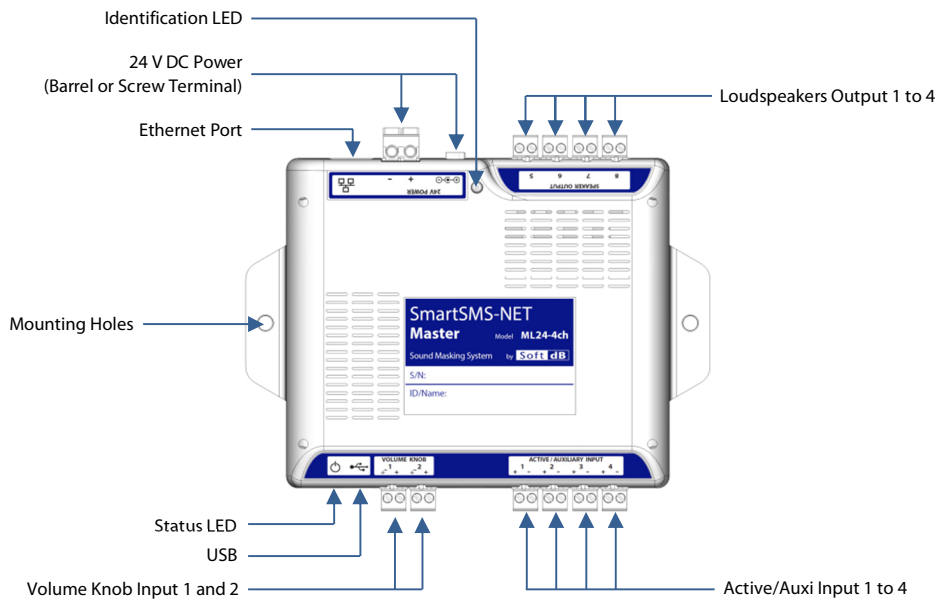 Identification LED
24 V DC Power
(Barrel or Screw Terminal)
Ethernet Port
Loudspeakers Output 1 to 4
- +
24V POWER
5 6 7 8
SPEAKER OUTPUT
Mounting Holes
SmartSMS-NET
Master Model ML24-4ch
Sound Masking System by Soft dB
S/N:
ID/Name:
VOLUME KNOB
- 1 + - 2 +
ACTIVE / AUXILIARY INPUT
+ 1 - + 2 - + 3 - + 4 -
Status LED
USB
Volume Knob Input 1 and 2
Active/Auxi Input 1 to 4